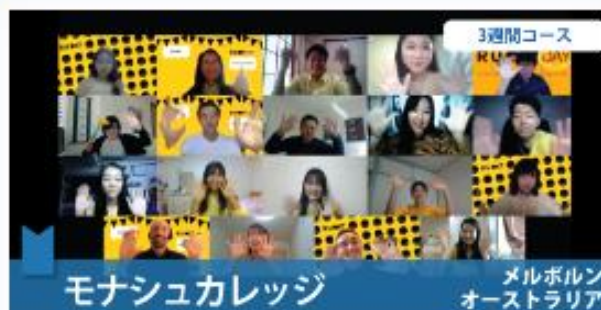 3週間コース
モナシュカレッジ
メルボルン
オーストラリア